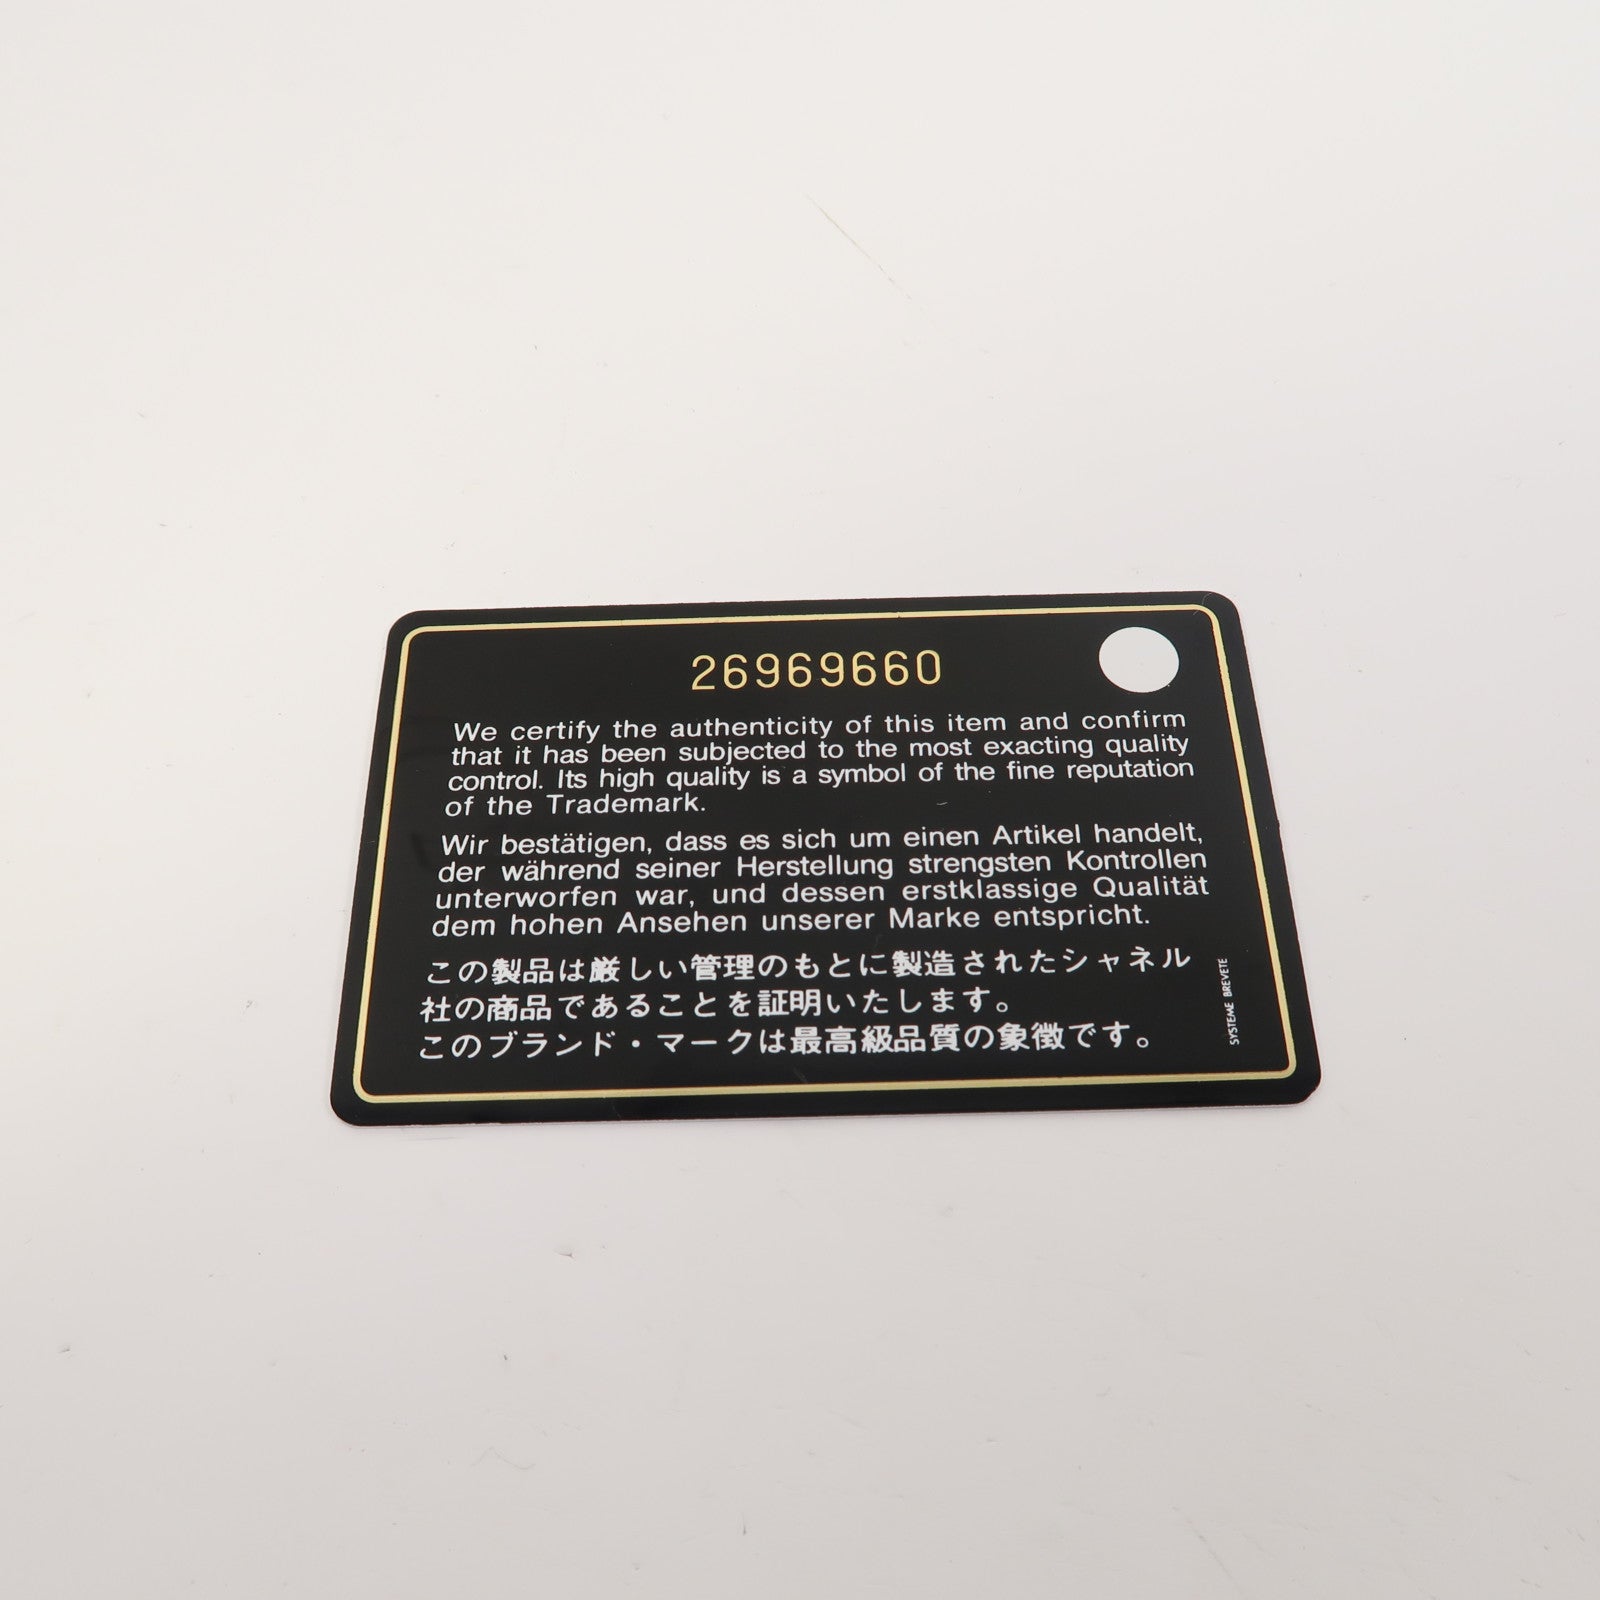 26969660
We certify the authenticity of this item and confirm
that it has been subjected to the most exacting quality
control. Its high quality is a symbol of the fine reputation
of the Trademark.
Wir bestätigen, dass es sich um einen Artikel handelt,
der während seiner Herstellung strengsten Kontrollen
unterworfen war, und dessen erstklassige Qualität
dem hohen Ansehen unserer Marke entspricht.
この製品は厳しい管理のもとに製造されたシャネル
社の商品であることを証明いたします。
このブランド・マークは最高級品質の象徴です。
SYSTEME BREVETE